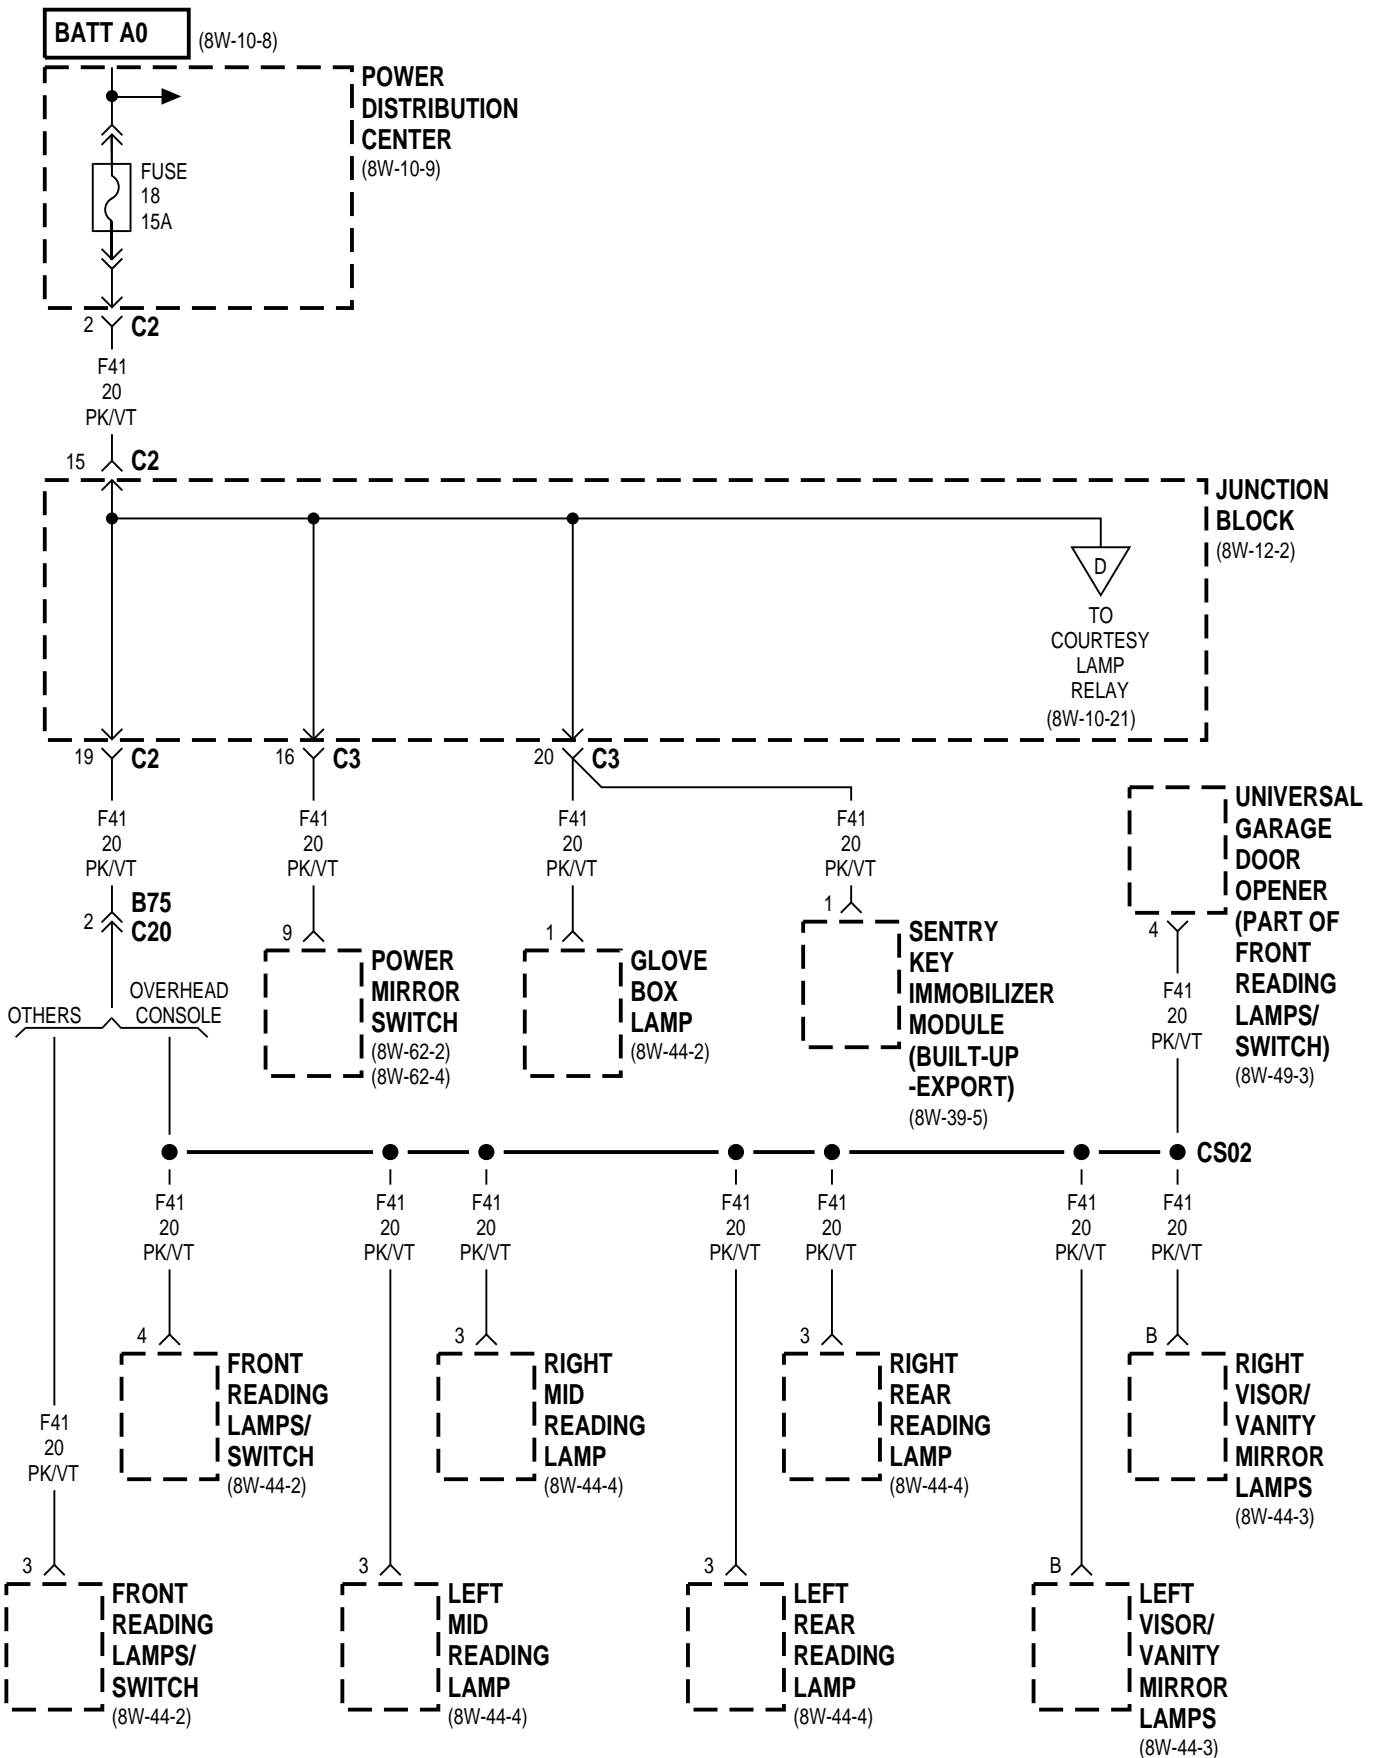 BATT A0
(8W-10-8)
POWER
DISTRIBUTION
CENTER
(8W-10-9)
FUSE
18
15A
2
C2
F41
20
PK/VT
15
C2
JUNCTION
BLOCK
(8W-12-2)
D
TO
COURTESY
LAMP
RELAY
(8W-10-21)
19
C2
16
C3
20
C3
F41
20
PK/VT
F41
20
PK/VT
F41
20
PK/VT
F41
20
PK/VT
UNIVERSAL
GARAGE
DOOR
OPENER
(PART OF
FRONT
READING
LAMPS/
SWITCH)
(8W-49-3)
2
B75
C20
9
POWER
MIRROR
SWITCH
(8W-62-2)
(8W-62-4)
1
GLOVE
BOX
LAMP
(8W-44-2)
1
SENTRY
KEY
IMMOBILIZER
MODULE
(BUILT-UP
-EXPORT)
(8W-39-5)
4
F41
20
PK/VT
OTHERS
OVERHEAD
CONSOLE
CS02
F41
20
PK/VT
F41
20
PK/VT
F41
20
PK/VT
F41
20
PK/VT
F41
20
PK/VT
F41
20
PK/VT
F41
20
PK/VT
4
FRONT
READING
LAMPS/
SWITCH
(8W-44-2)
3
RIGHT
MID
READING
LAMP
(8W-44-4)
3
RIGHT
REAR
READING
LAMP
(8W-44-4)
B
RIGHT
VISOR/
VANITY
MIRROR
LAMPS
(8W-44-3)
F41
20
PK/VT
3
FRONT
READING
LAMPS/
SWITCH
(8W-44-2)
3
LEFT
MID
READING
LAMP
(8W-44-4)
3
LEFT
REAR
READING
LAMP
(8W-44-4)
B
LEFT
VISOR/
VANITY
MIRROR
LAMPS
(8W-44-3)